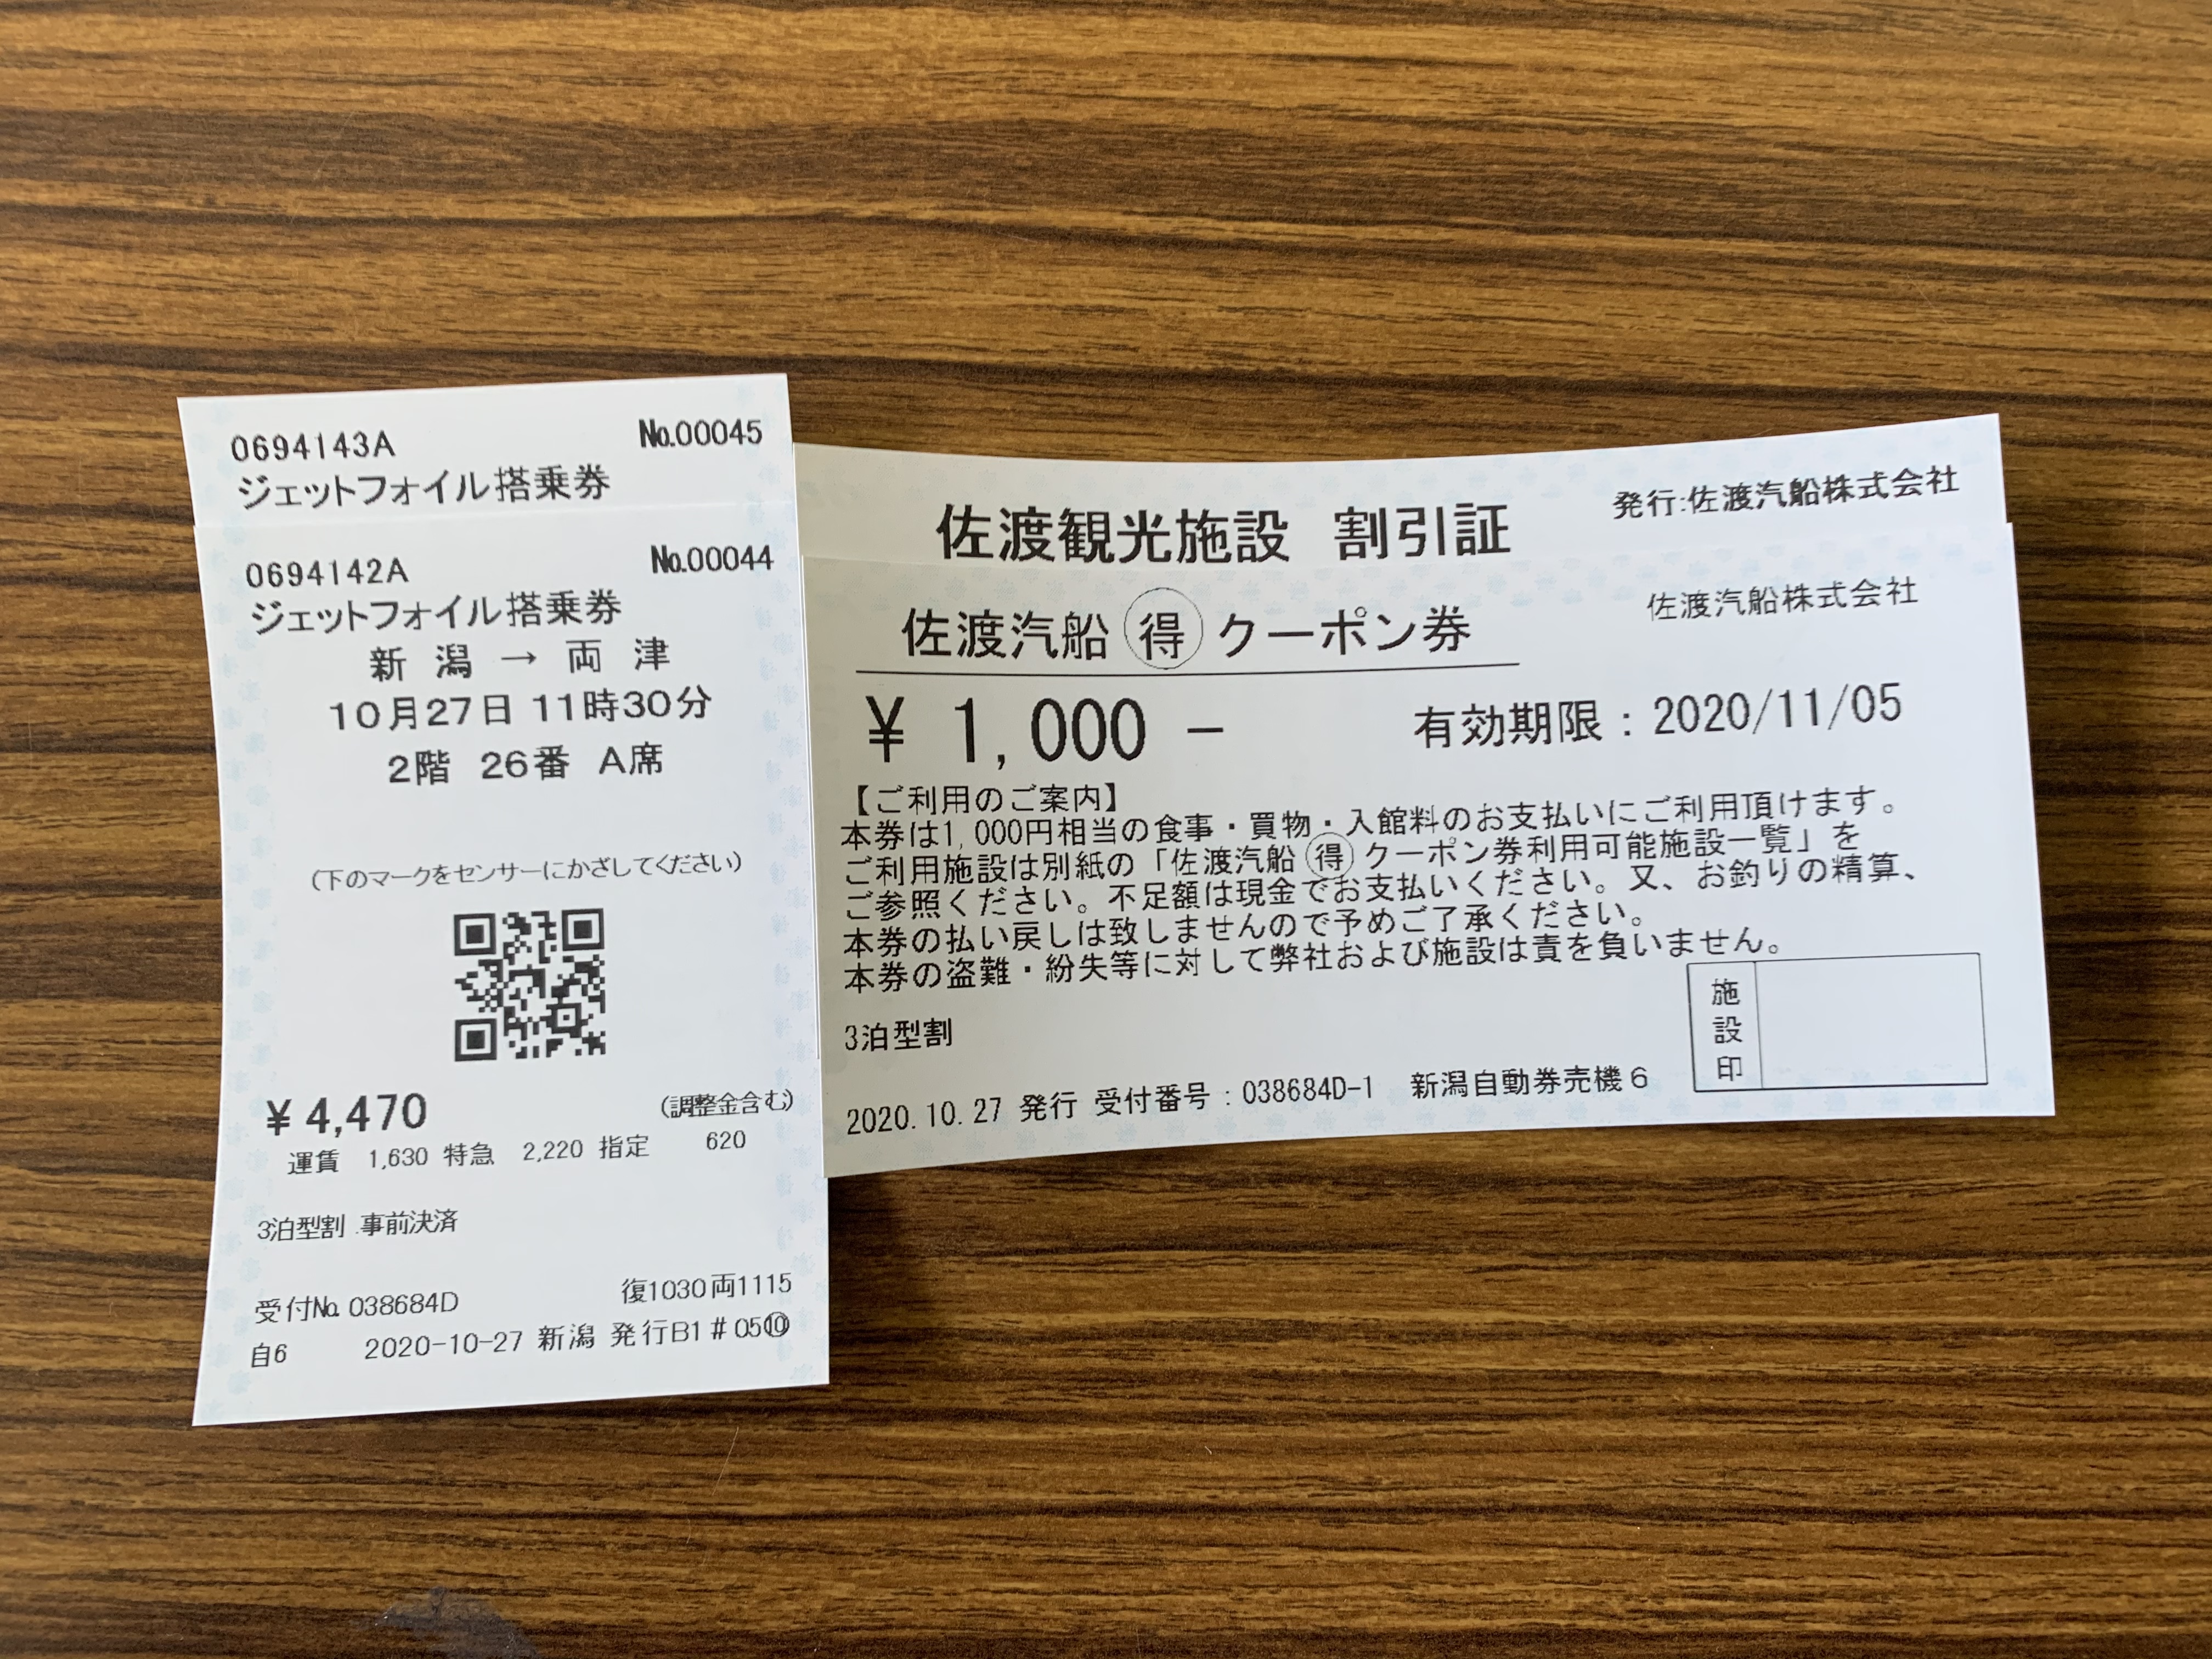 0694143A No.00045
ジェットフォイル搭乗券
0694142A No.00044
ジェットフォイル搭乗券
新潟 → 両津
10月27日 11時30分
2階 26番 A席
(下のマークをセンサーにかざしてください)
¥4,470 (調整金含む)
運賃 1,630 特急 2,220 指定 620
3泊型割 事前決済
受付No. 038684D 復1030両1115
自6 2020-10-27 新潟 発行B1#0510
佐渡観光施設 割引証 発行:佐渡汽船株式会社
佐渡汽船 得 クーポン券 佐渡汽船株式会社
¥ 1,000 − 有効期限:2020/11/05
【ご利用のご案内】
本券は1,000円相当の食事・買物・入館料のお支払いにご利用頂けます。
ご利用施設は別紙の「佐渡汽船 得 クーポン券利用可能施設一覧」を
ご参照ください。不足額は現金でお支払いください。又、お釣りの精算、
本券の払い戻しは致しませんので予めご了承ください。
本券の盗難・紛失等に対して弊社および施設は責を負いません。
3泊型割
施設印
2020.10.27 発行 受付番号:038684D-1 新潟自動券売機6